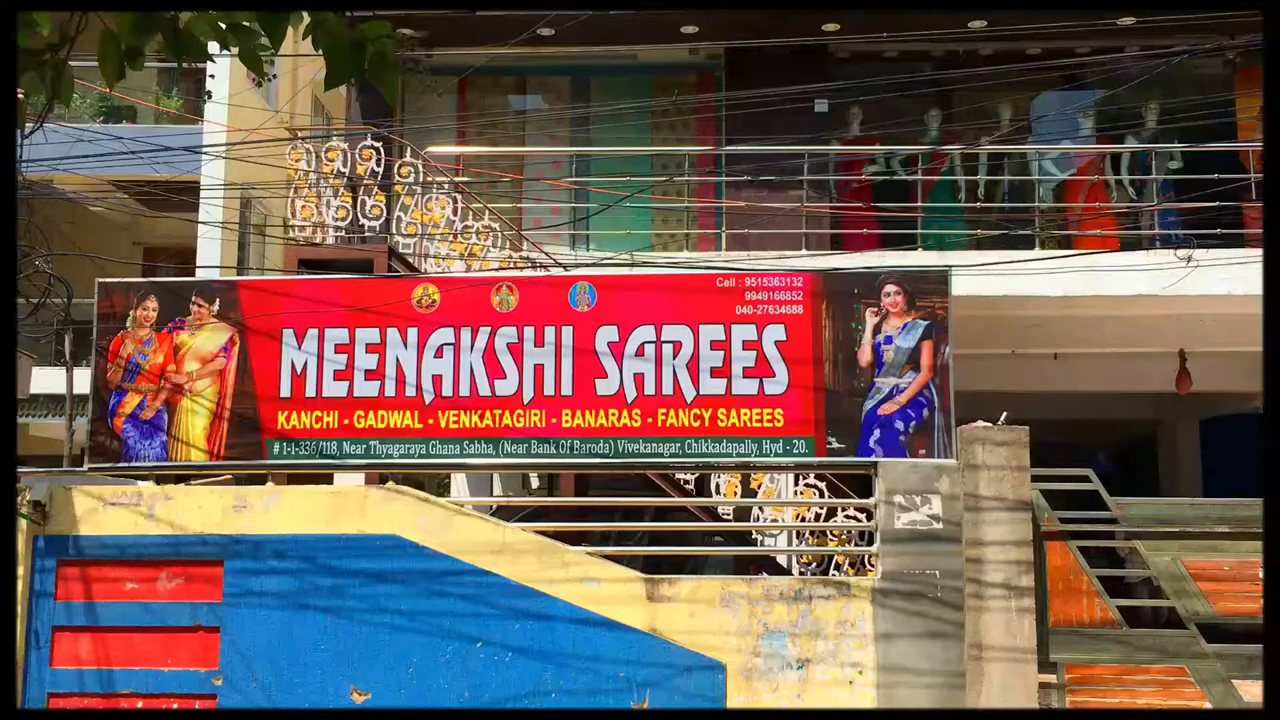 Cell : 9515363132
9949166852
040-27634688
MEENAKSHI SAREES
KANCHI - GADWAL - VENKATAGIRI - BANARAS - FANCY SAREES
# 1-1-336/118, Near Thyagaraya Ghana Sabha, (Near Bank Of Baroda) Vivekanagar, Chikkadapally, Hyd - 20.